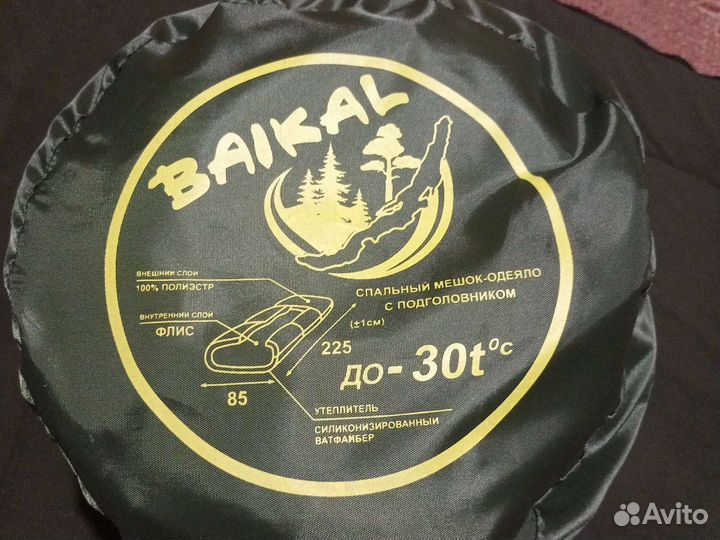 BAIKAL
ВНЕШНИЙ СЛОЙ
100% ПОЛИЭСТР
ВНУТРЕННИЙ СЛОЙ
ФЛИС
СПАЛЬНЫЙ МЕШОК-ОДЕЯЛО
С ПОДГОЛОВНИКОМ
(±1см)
225
85
ДО - 30t°c
УТЕПЛИТЕЛЬ
СИЛИКОНИЗИРОВАННЫЙ
ВАТФАЙБЕР
Avito